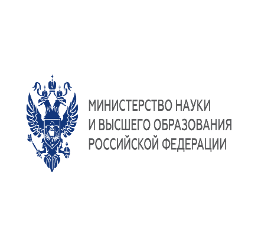 МИНИСТЕРСТВО НАУКИ
И ВЫСШЕГО ОБРАЗОВАНИЯ
РОССИЙСКОЙ ФЕДЕРАЦИИ